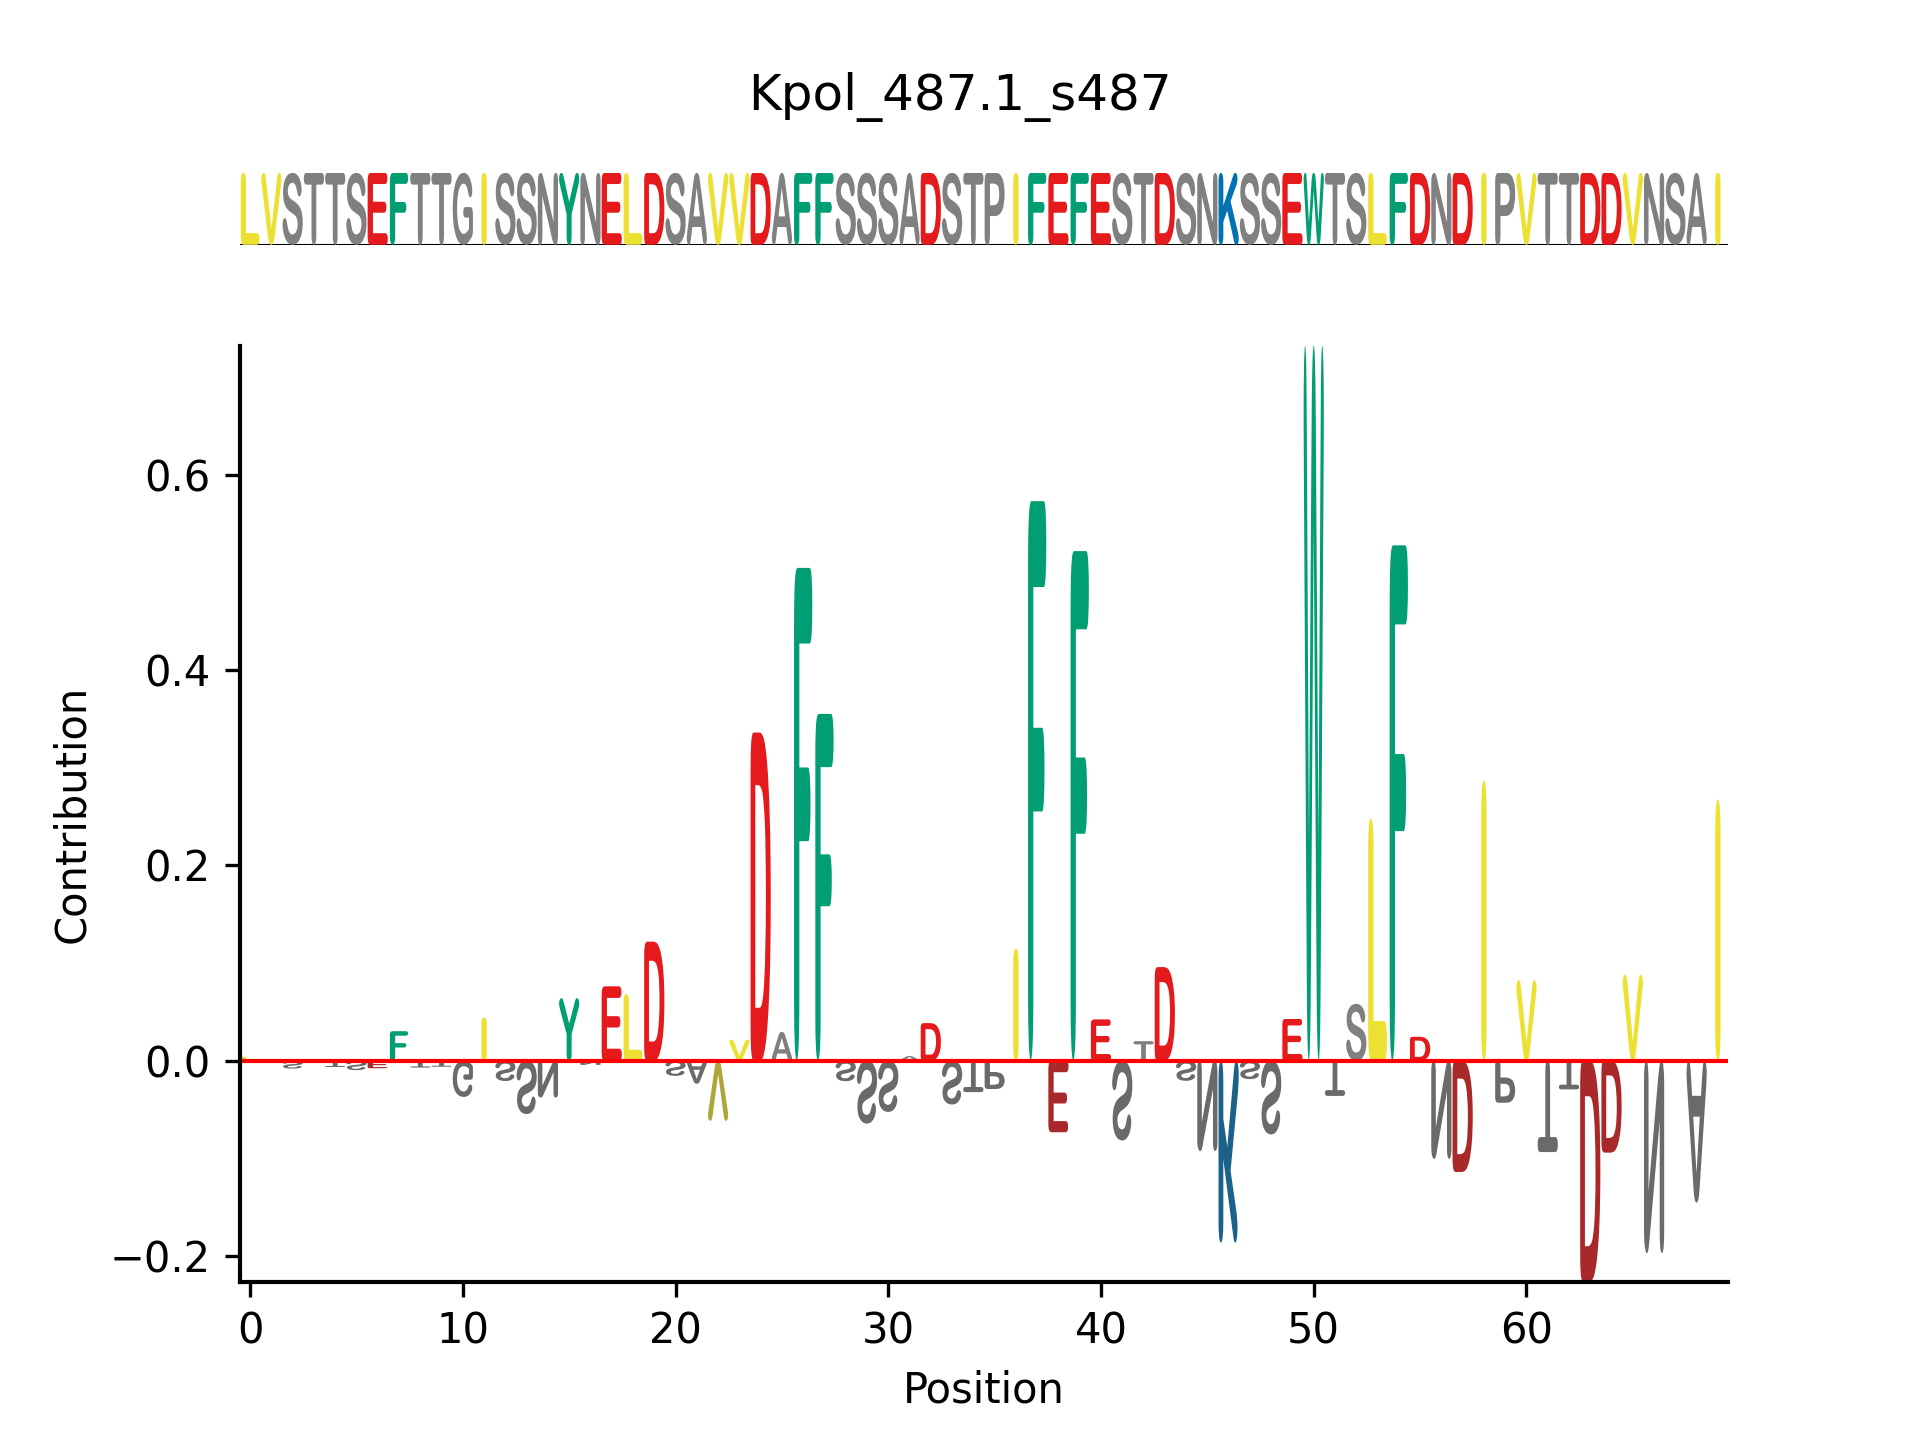 Kpol_487.1_s487
LVSTTSEFTTGISSNYNELDSAVVDAFFSSSADSTPIFEFESTDSNKSSEWTSLFDNDIPVTTDDVNSAI
0.6
0.4
0.2
0.0
−0.2
Contribution
0 10 20 30 40 50 60
Position